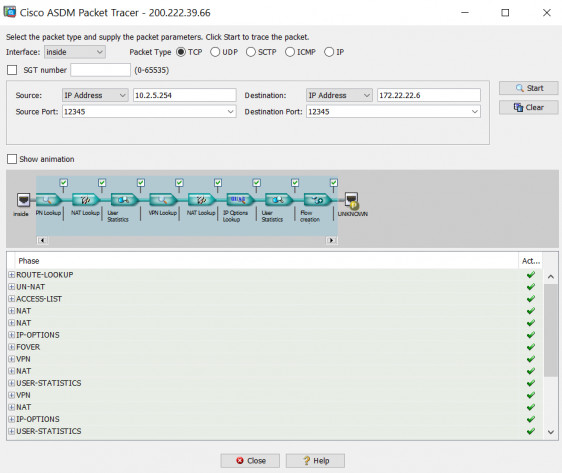 Cisco ASDM Packet Tracer - 200.222.39.66
Select the packet type and supply the packet parameters. Click Start to trace the packet.
Interface: inside Packet Type TCP UDP SCTP ICMP IP
SGT number (0-65535)
Source: IP Address 10.2.5.254 Destination: IP Address 172.22.22.6
Source Port: 12345 Destination Port: 12345
Start
Clear
Show animation
inside PN Lookup NAT Lookup User Statistics VPN Lookup NAT Lookup IP Options Lookup User Statistics Flow creation UNKNOWN
Phase Act...
ROUTE-LOOKUP
UN-NAT
ACCESS-LIST
NAT
NAT
IP-OPTIONS
FOVER
VPN
NAT
USER-STATISTICS
VPN
NAT
IP-OPTIONS
USER-STATISTICS
Close Help